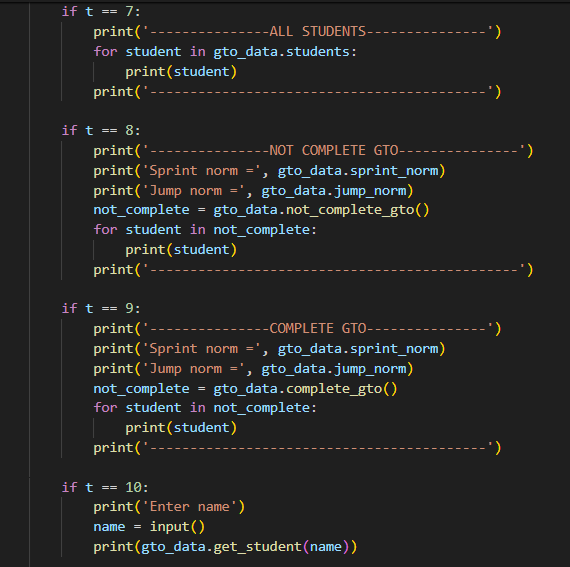 if t == 7:
    print('---------------ALL STUDENTS---------------')
    for student in gto_data.students:
        print(student)
    print('------------------------------------------')

if t == 8:
    print('---------------NOT COMPLETE GTO---------------')
    print('Sprint norm =', gto_data.sprint_norm)
    print('Jump norm =', gto_data.jump_norm)
    not_complete = gto_data.not_complete_gto()
    for student in not_complete:
        print(student)
    print('----------------------------------------------')

if t == 9:
    print('---------------COMPLETE GTO---------------')
    print('Sprint norm =', gto_data.sprint_norm)
    print('Jump norm =', gto_data.jump_norm)
    not_complete = gto_data.complete_gto()
    for student in not_complete:
        print(student)
    print('------------------------------------------')

if t == 10:
    print('Enter name')
    name = input()
    print(gto_data.get_student(name))